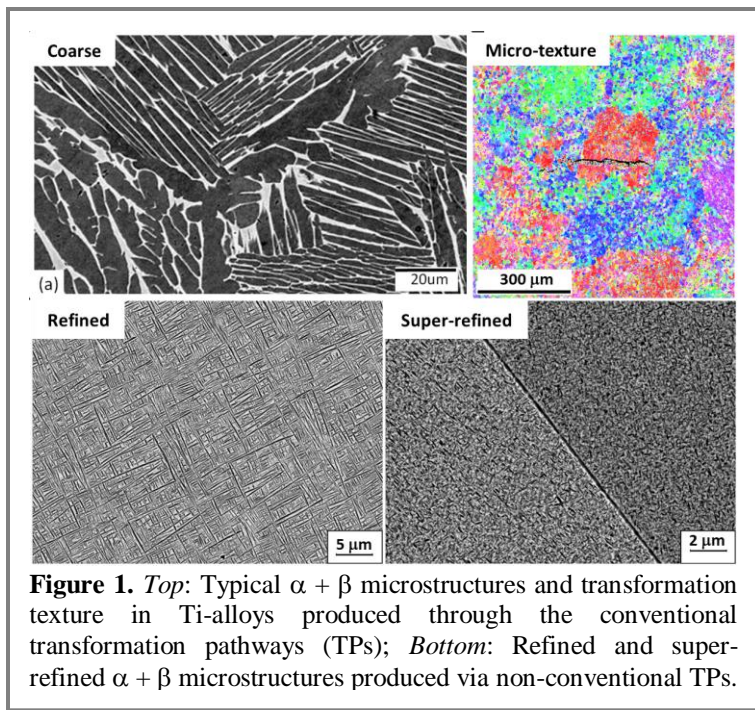 Coarse
Micro-texture
(a)
20um
300 μm
Refined
Super-refined
5 μm
2 μm
Figure 1. Top: Typical α + β microstructures and transformation
texture in Ti-alloys produced through the conventional
transformation pathways (TPs); Bottom: Refined and super-
refined α + β microstructures produced via non-conventional TPs.